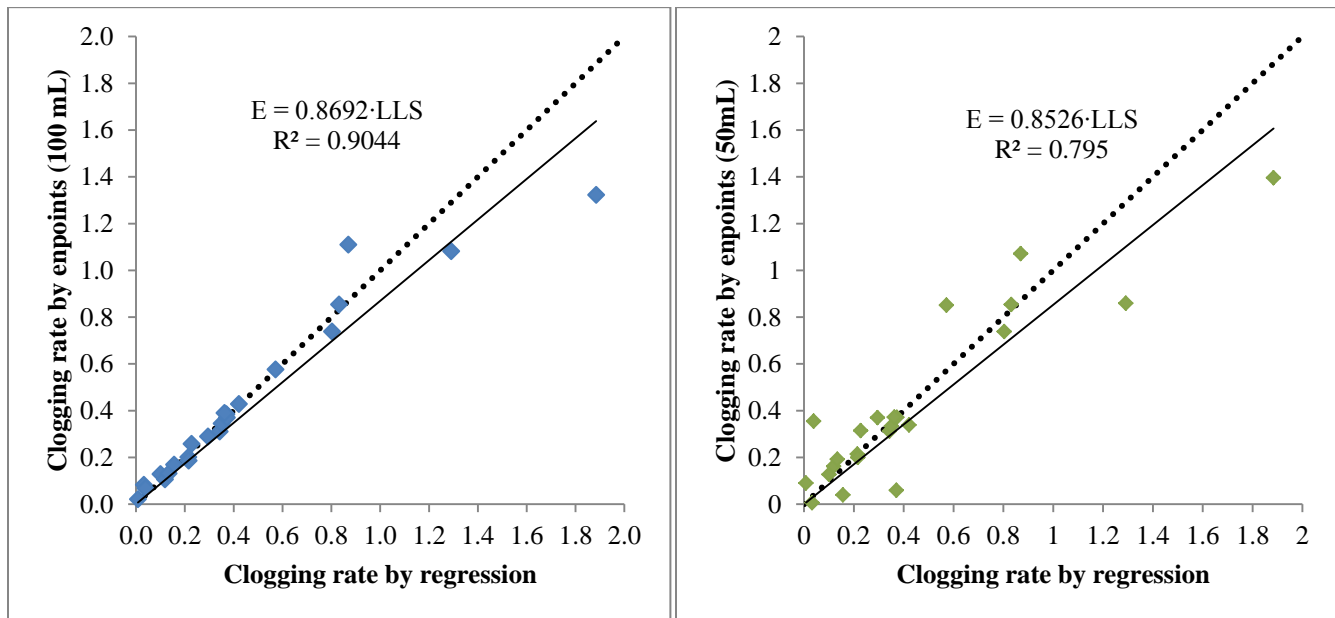 Clogging rate by enpoints (100 mL)
2.0
1.8
1.6
1.4
1.2
1.0
0.8
0.6
0.4
0.2
0.0
E = 0.8692·LLS
R² = 0.9044
0.0 0.2 0.4 0.6 0.8 1.0 1.2 1.4 1.6 1.8 2.0
Clogging rate by regression
Clogging rate by enpoints (50mL)
2
1.8
1.6
1.4
1.2
1
0.8
0.6
0.4
0.2
0
E = 0.8526·LLS
R² = 0.795
0 0.2 0.4 0.6 0.8 1 1.2 1.4 1.6 1.8 2
Clogging rate by regression